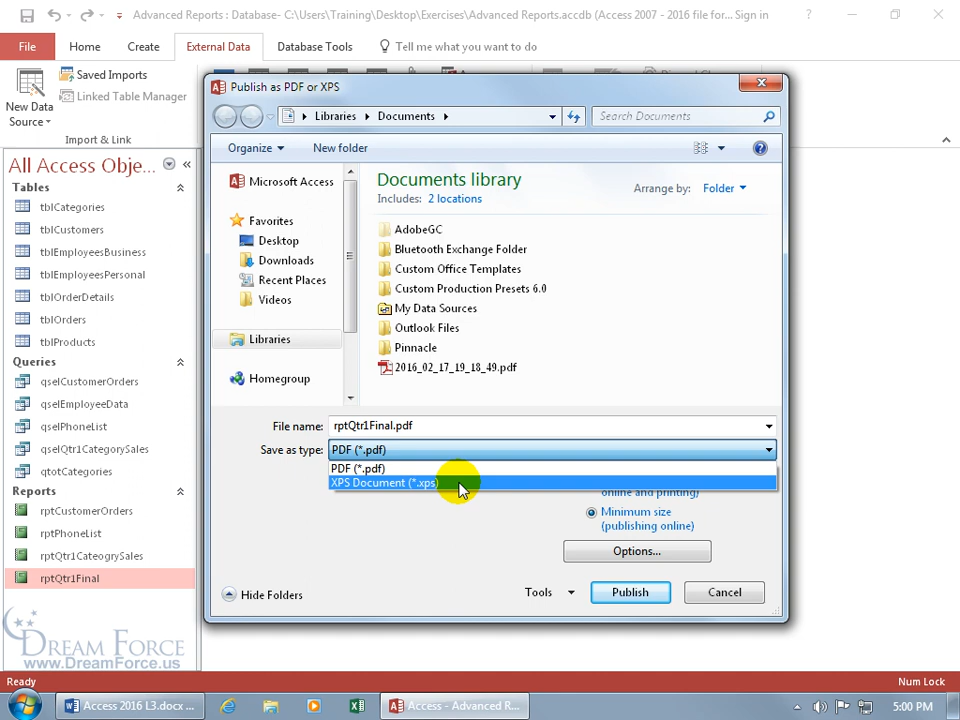 Advanced Reports : Database- C:\Users\Training\Desktop\Exercises\Advanced Reports.accdb (Access 2007 - 2016 file for... Sign in
File
Home
Create
External Data
Database Tools
Tell me what you want to do
New Data
Source
Saved Imports
Linked Table Manager
Import & Link
All Access Obje...
Tables
tblCategories
tblCustomers
tblEmployeesBusiness
tblEmployeesPersonal
tblOrderDetails
tblOrders
tblProducts
Queries
qselCustomerOrders
qselEmployeeData
qselPhoneList
qselQtr1CategorySales
qtotCategories
Reports
rptCustomerOrders
rptPhoneList
rptQtr1CateogrySales
rptQtr1Final
DREAM FORCE
www.DreamForce.us
Publish as PDF or XPS
Libraries
Documents
Search Documents
Organize
New folder
Microsoft Access
Favorites
Desktop
Downloads
Recent Places
Videos
Libraries
Homegroup
Documents library
Includes: 2 locations
Arrange by: Folder
AdobeGC
Bluetooth Exchange Folder
Custom Office Templates
Custom Production Presets 6.0
My Data Sources
Outlook Files
Pinnacle
2016_02_17_19_18_49.pdf
File name: rptQtr1Final.pdf
Save as type: PDF (*.pdf)
PDF (*.pdf)
XPS Document (*.xps)
online and printing)
Minimum size
(publishing online)
Options...
Hide Folders
Tools
Publish
Cancel
Ready
Num Lock
Access 2016 L3.docx ...
Access - Advanced R...
5:00 PM